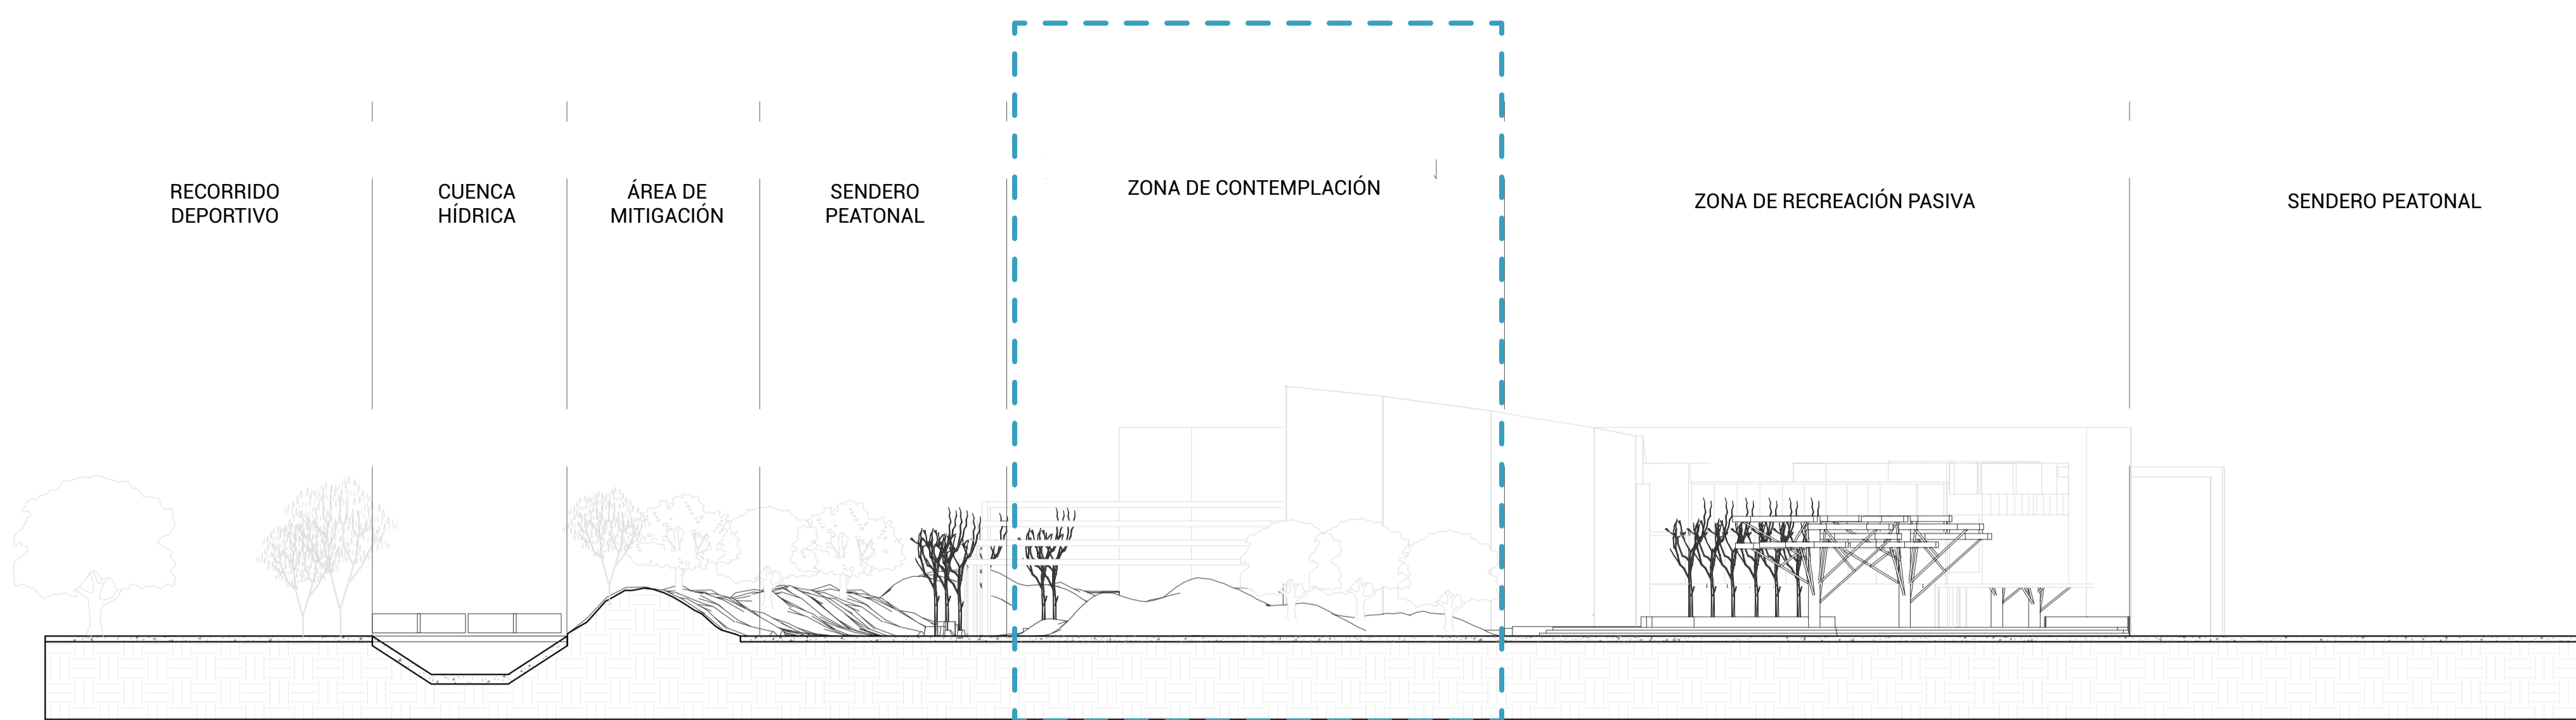 RECORRIDO
DEPORTIVO
CUENCA
HÍDRICA
ÁREA DE
MITIGACIÓN
SENDERO
PEATONAL
ZONA DE CONTEMPLACIÓN
ZONA DE RECREACIÓN PASIVA
SENDERO PEATONAL